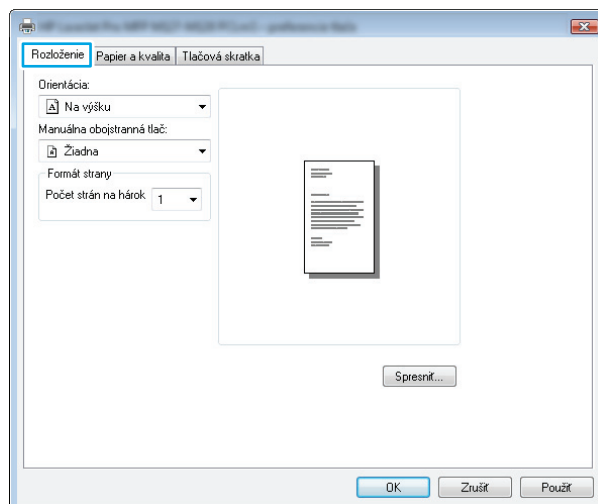 Rozloženie Papier a kvalita Tlačová skratka
Orientácia:
Na výšku
Manuálna obojstranná tlač:
Žiadna
Formát strany
Počet strán na hárok 1
Spresniť...
OK Zrušiť Použiť